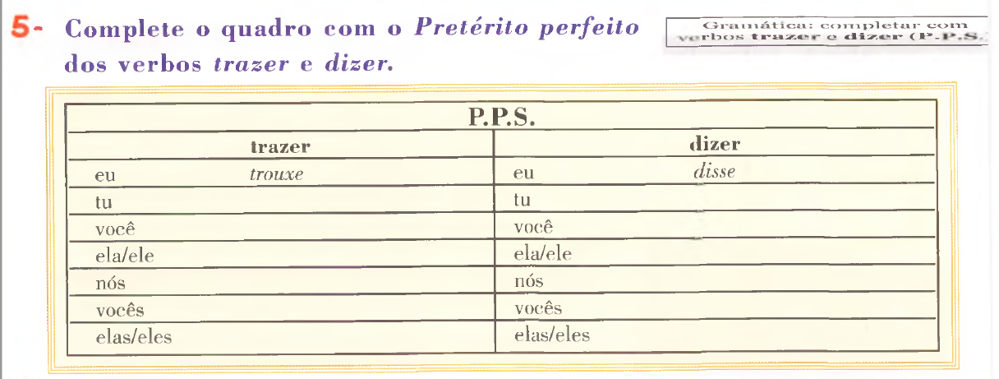 5- Complete o quadro com o Pretérito perfeito
dos verbos trazer e dizer.
Gramática: completar com
verbos trazer e dizer (P.P.S.
P.P.S.
trazer dizer
eu trouxe eu disse
tu tu
você você
ela/ele ela/ele
nós nós
vocês vocês
elas/eles elas/eles